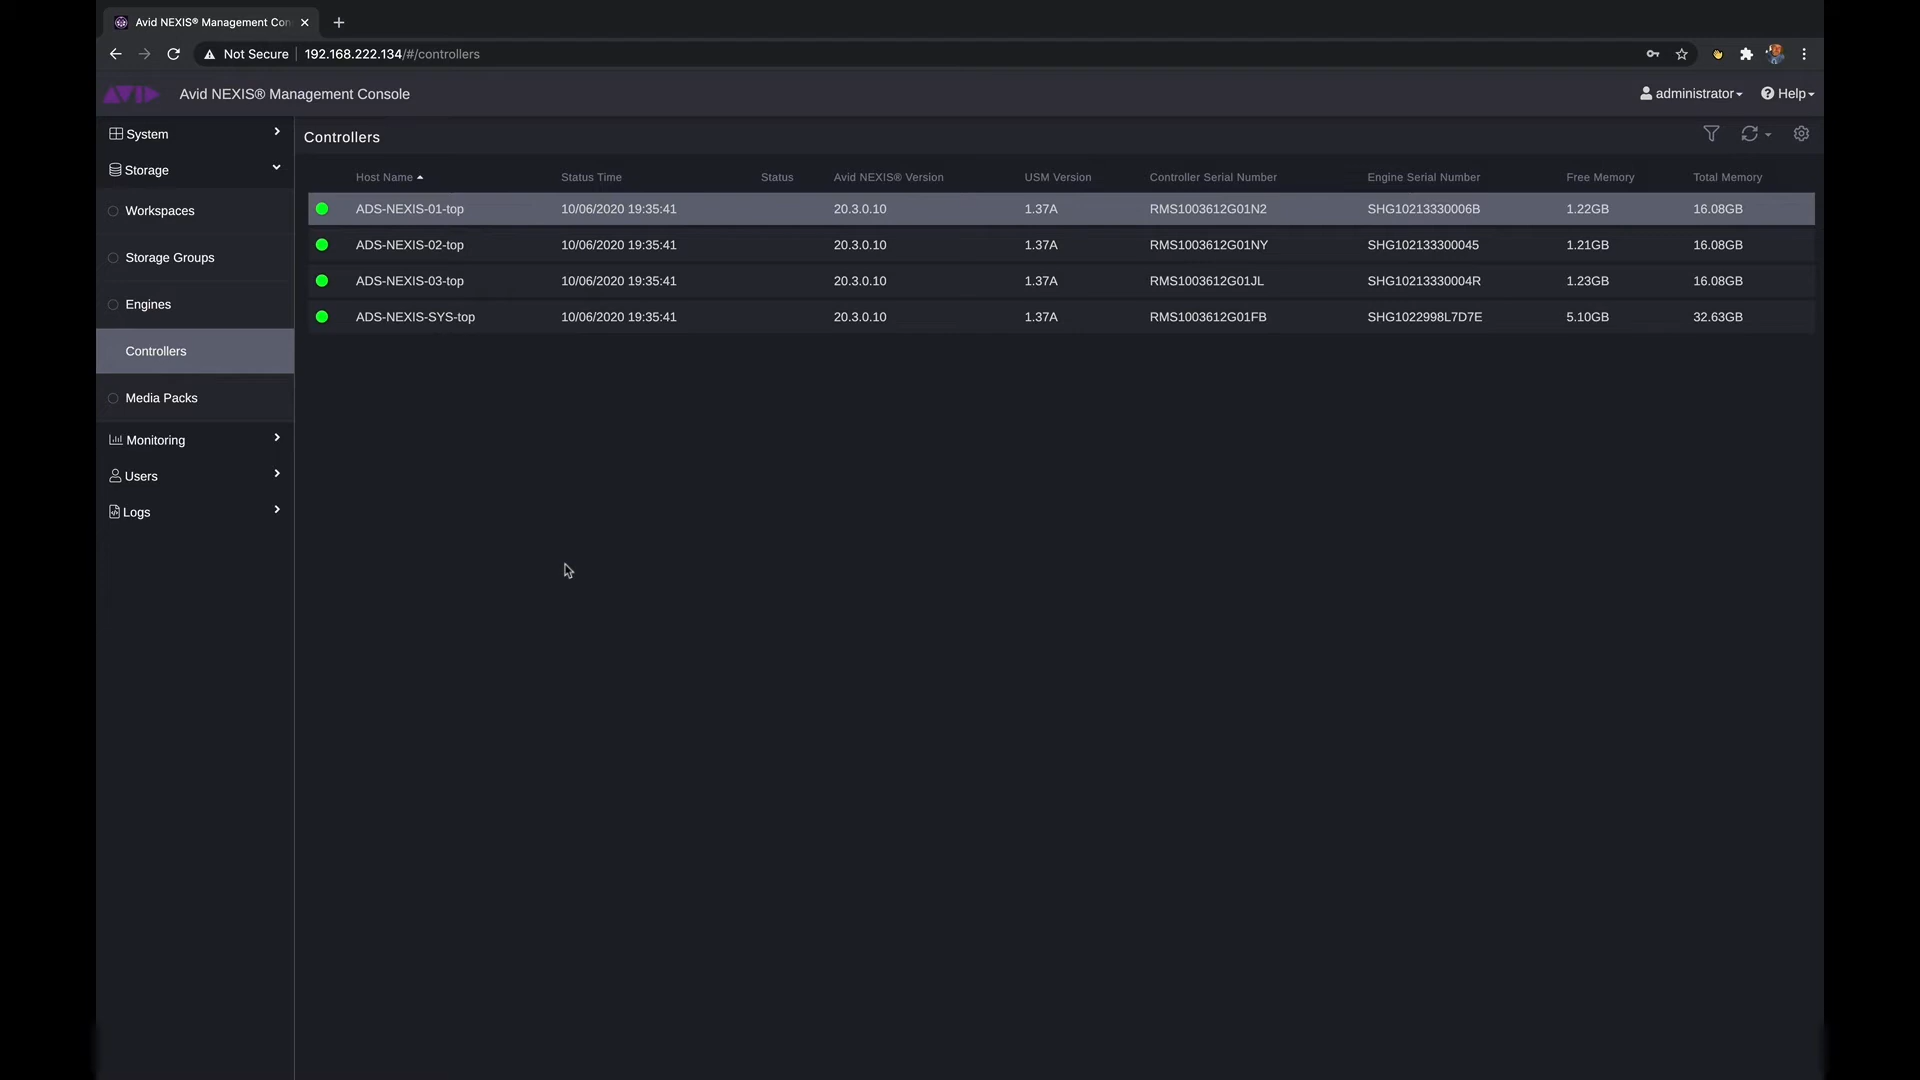 Avid NEXIS® Management Con
Not Secure 192.168.222.134/#/controllers
AVID Avid NEXIS® Management Console administrator Help
System
Storage
Workspaces
Storage Groups
Engines
Controllers
Media Packs
Monitoring
Users
Logs
Controllers
Host Name Status Time Status Avid NEXIS® Version USM Version Controller Serial Number Engine Serial Number Free Memory Total Memory
ADS-NEXIS-01-top 10/06/2020 19:35:41 20.3.0.10 1.37A RMS1003612G01N2 SHG10213330006B 1.22GB 16.08GB
ADS-NEXIS-02-top 10/06/2020 19:35:41 20.3.0.10 1.37A RMS1003612G01NY SHG102133300045 1.21GB 16.08GB
ADS-NEXIS-03-top 10/06/2020 19:35:41 20.3.0.10 1.37A RMS1003612G01JL SHG10213330004R 1.23GB 16.08GB
ADS-NEXIS-SYS-top 10/06/2020 19:35:41 20.3.0.10 1.37A RMS1003612G01FB SHG1022998L7D7E 5.10GB 32.63GB